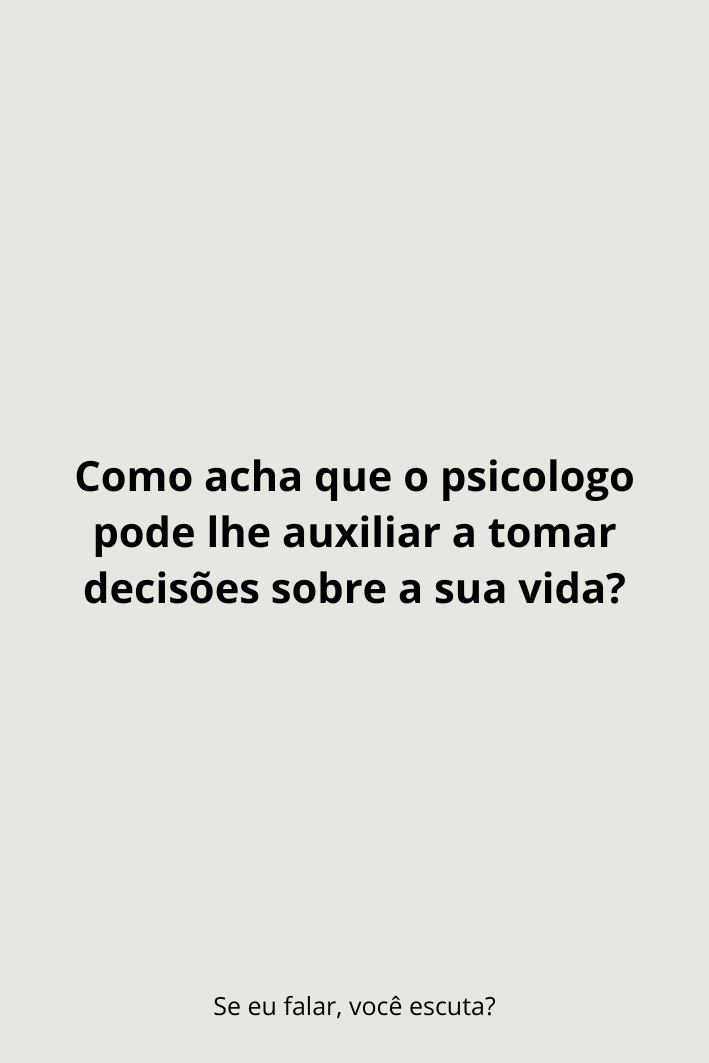 Como acha que o psicologo
pode lhe auxiliar a tomar
decisões sobre a sua vida?
Se eu falar, você escuta?